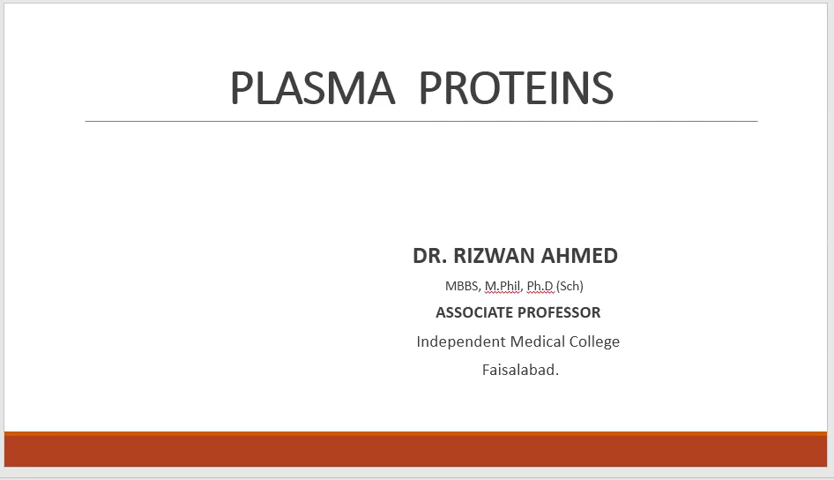 PLASMA PROTEINS
DR. RIZWAN AHMED
MBBS, M.Phil, Ph.D (Sch)
ASSOCIATE PROFESSOR
Independent Medical College
Faisalabad.